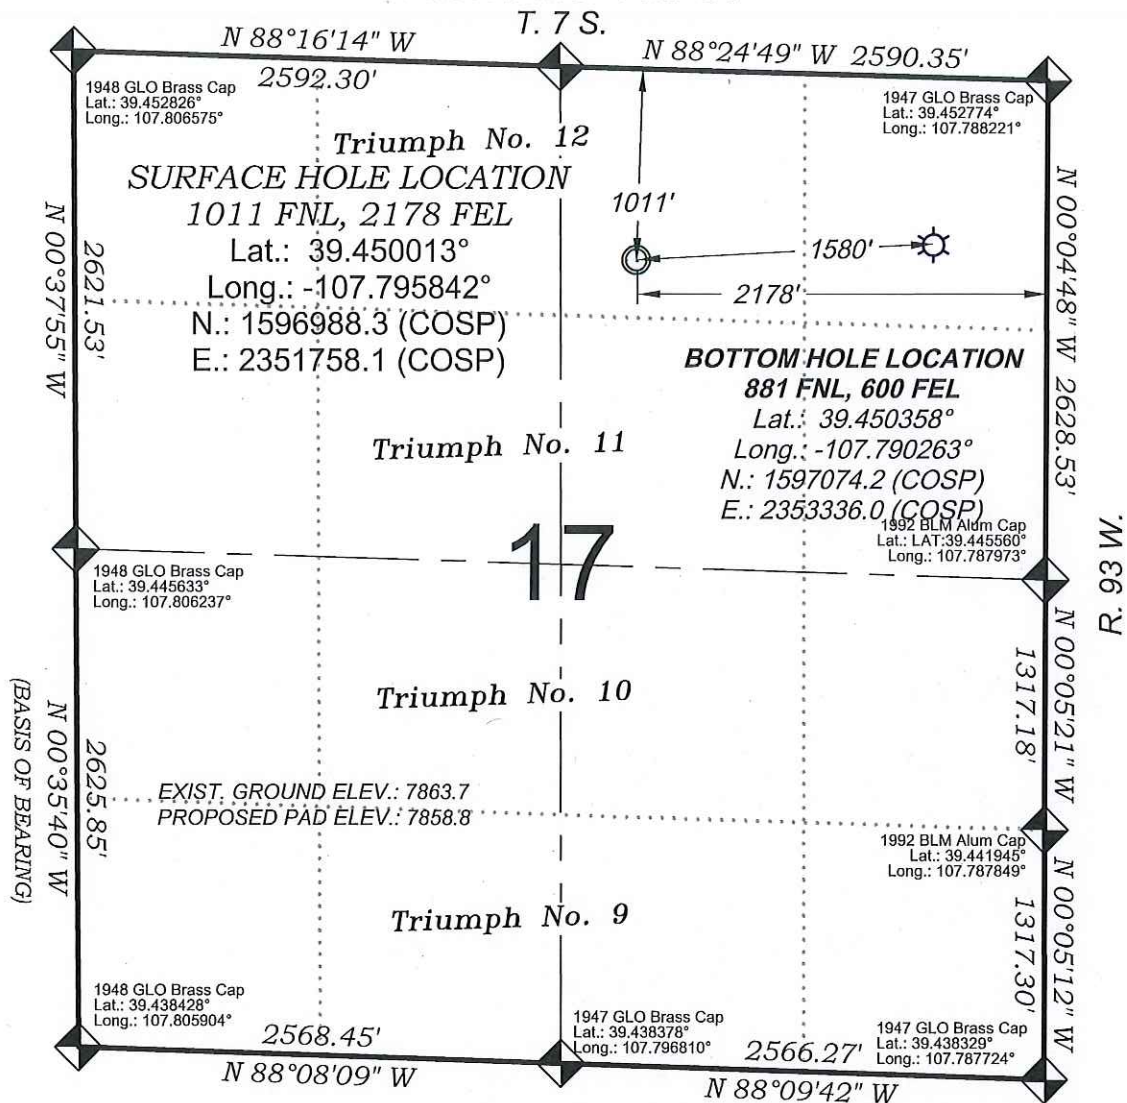 T. 7 S.
N 88°16'14" W
N 88°24'49" W 2590.35'
2592.30'
1948 GLO Brass Cap
Lat.: 39.452826°
Long.: 107.806575°
1947 GLO Brass Cap
Lat.: 39.452774°
Long.: 107.788221°
Triumph No. 12
SURFACE HOLE LOCATION
1011 FNL, 2178 FEL
Lat.: 39.450013°
Long.: -107.795842°
N.: 1596988.3 (COSP)
E.: 2351758.1 (COSP)
1011'
1580'
2178'
N 00°37'55" W
2621.53'
N 00°04'48" W 2628.53'
BOTTOM HOLE LOCATION
881 FNL, 600 FEL
Lat.: 39.450358°
Long.: -107.790263°
N.: 1597074.2 (COSP)
E.: 2353336.0 (COSP)
Triumph No. 11
17
1992 BLM Alum Cap
Lat.: LAT:39.445560°
Long.: 107.787973°
R. 93 W.
1948 GLO Brass Cap
Lat.: 39.445633°
Long.: 107.806237°
Triumph No. 10
N 00°05'21" W
1317.18'
N 00°35'40" W
(BASIS OF BEARING)
2625.85'
EXIST. GROUND ELEV.: 7863.7
PROPOSED PAD ELEV.: 7858.8
1992 BLM Alum Cap
Lat.: 39.441945°
Long.: 107.787849°
Triumph No. 9
N 00°05'12" W
1317.30'
1948 GLO Brass Cap
Lat.: 39.438428°
Long.: 107.805904°
2568.45'
N 88°08'09" W
1947 GLO Brass Cap
Lat.: 39.438378°
Long.: 107.796810°
2566.27'
N 88°09'42" W
1947 GLO Brass Cap
Lat.: 39.438329°
Long.: 107.787724°